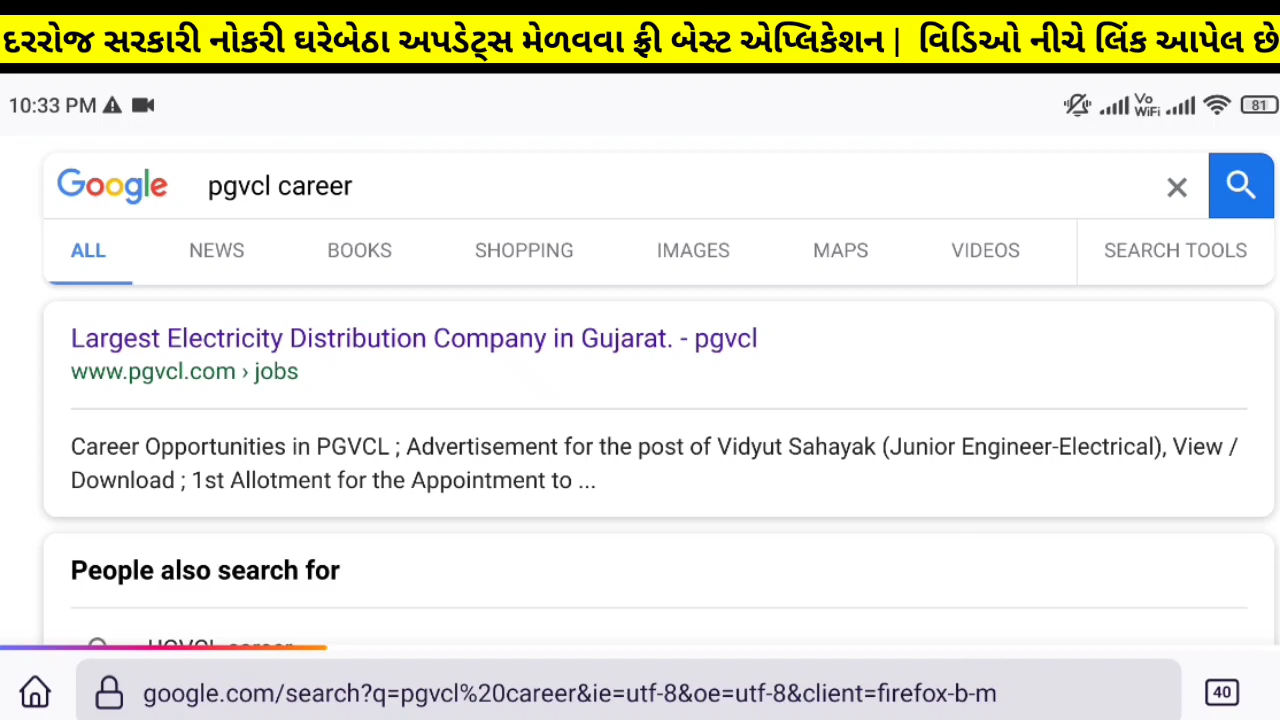 દરરોજ સરકારી નોકરી ઘરેબેઠા અપડેટ્સ મેળવવા ફ્રી બેસ્ટ એપ્લિકેશન | વિડિઓ નીચે લિંક આપેલ છે
10:33 PM Vo WiFi 81
Google pgvcl career
ALL NEWS BOOKS SHOPPING IMAGES MAPS VIDEOS SEARCH TOOLS
Largest Electricity Distribution Company in Gujarat. - pgvcl
www.pgvcl.com › jobs
Career Opportunities in PGVCL ; Advertisement for the post of Vidyut Sahayak (Junior Engineer-Electrical), View /
Download ; 1st Allotment for the Appointment to ...
People also search for
UGVCL career
google.com/search?q=pgvcl%20career&ie=utf-8&oe=utf-8&client=firefox-b-m 40